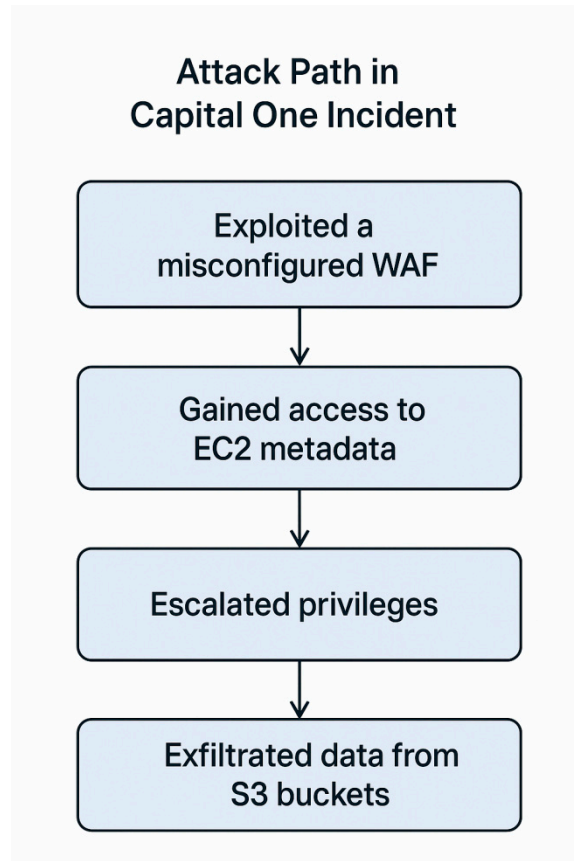 Attack Path in
Capital One Incident
Exploited a
misconfigured WAF
Gained access to
EC2 metadata
Escalated privileges
Exfiltrated data from
S3 buckets